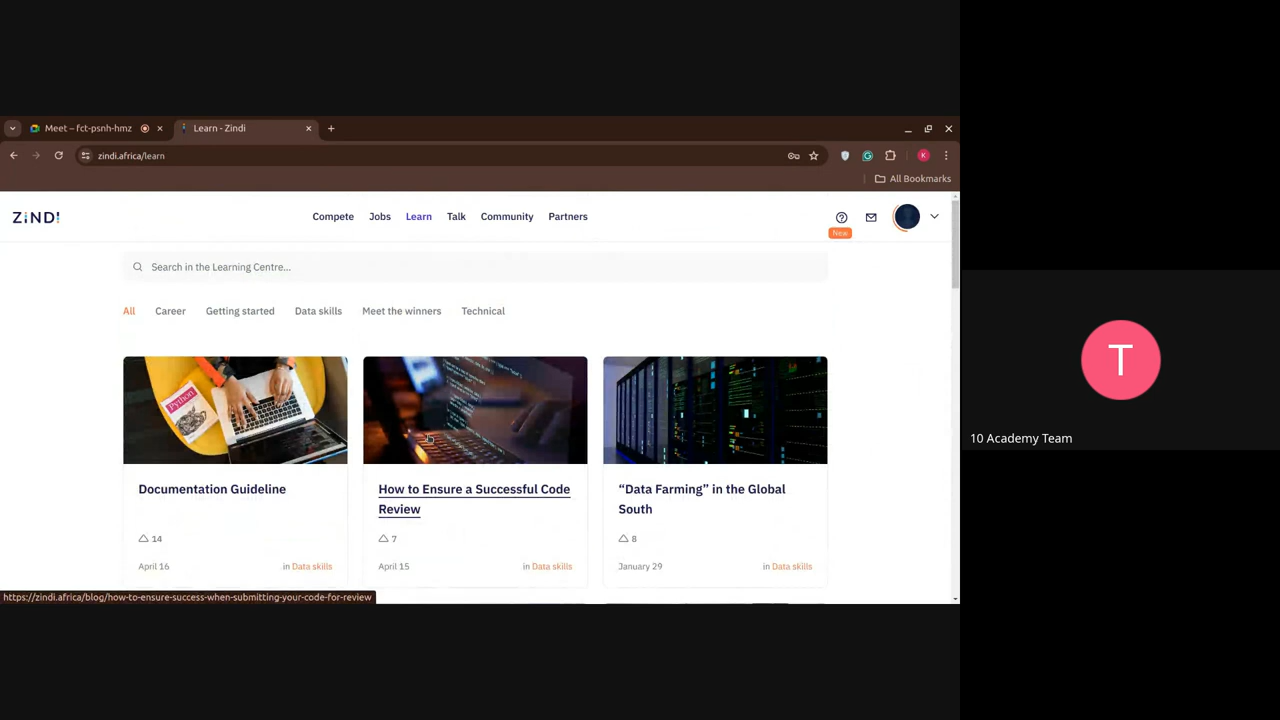 Meet – fct-psnh-hmz
Learn - Zindi
zindi.africa/learn
K
All Bookmarks
ZINDI
Compete
Jobs
Learn
Talk
Community
Partners
New
Search in the Learning Centre...
All
Career
Getting started
Data skills
Meet the winners
Technical
Python
Documentation Guideline
14
April 16
in Data skills
How to Ensure a Successful Code
Review
7
April 15
in Data skills
“Data Farming” in the Global
South
8
January 29
in Data skills
https://zindi.africa/blog/how-to-ensure-success-when-submitting-your-code-for-review
T
10 Academy Team